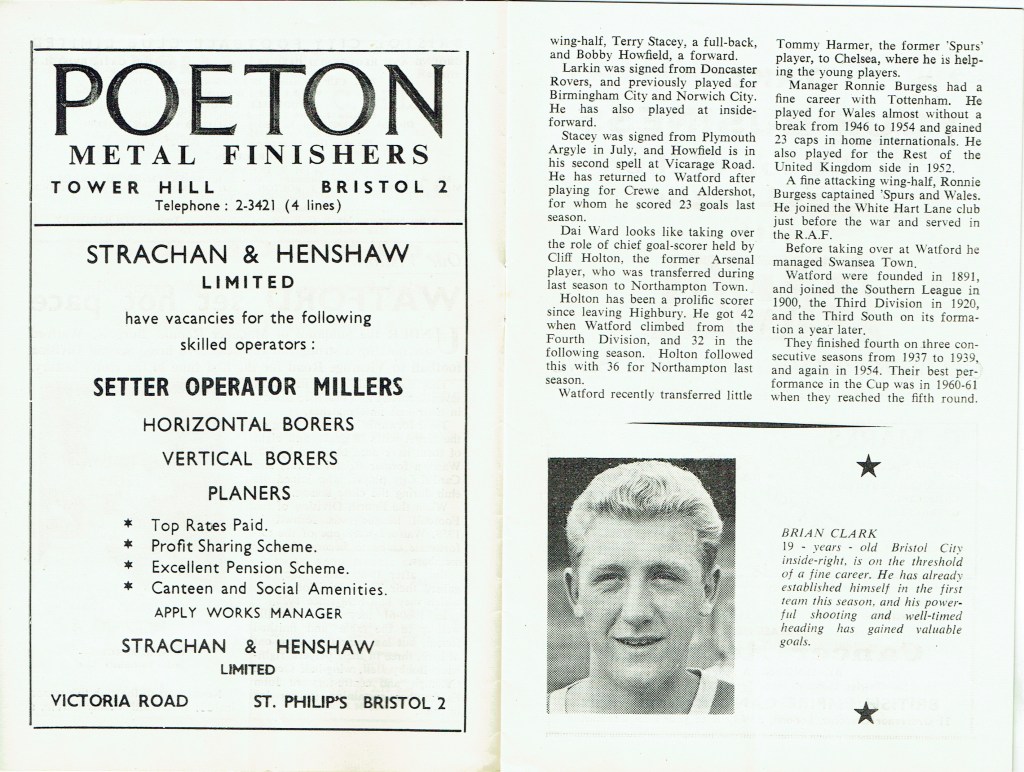 POETON
METAL FINISHERS
TOWER HILL BRISTOL 2
Telephone : 2-3421 (4 lines)
STRACHAN & HENSHAW
LIMITED
have vacancies for the following
skilled operators :
SETTER OPERATOR MILLERS
HORIZONTAL BORERS
VERTICAL BORERS
PLANERS
* Top Rates Paid.
* Profit Sharing Scheme.
* Excellent Pension Scheme.
* Canteen and Social Amenities.
APPLY WORKS MANAGER
STRACHAN & HENSHAW
LIMITED
VICTORIA ROAD ST. PHILIP'S BRISTOL 2
wing-half, Terry Stacey, a full-back,
and Bobby Howfield, a forward.
Larkin was signed from Doncaster
Rovers, and previously played for
Birmingham City and Norwich City.
He has also played at inside-
forward.
Stacey was signed from Plymouth
Argyle in July, and Howfield is in
his second spell at Vicarage Road.
He has returned to Watford after
playing for Crewe and Aldershot,
for whom he scored 23 goals last
season.
Dai Ward looks like taking over
the role of chief goal-scorer held by
Cliff Holton, the former Arsenal
player, who was transferred during
last season to Northampton Town.
Holton has been a prolific scorer
since leaving Highbury. He got 42
when Watford climbed from the
Fourth Division, and 32 in the
following season. Holton followed
this with 36 for Northampton last
season.
Watford recently transferred little
Tommy Harmer, the former 'Spurs'
player, to Chelsea, where he is help-
ing the young players.
Manager Ronnie Burgess had a
fine career with Tottenham. He
played for Wales almost without a
break from 1946 to 1954 and gained
23 caps in home internationals. He
also played for the Rest of the
United Kingdom side in 1952.
A fine attacking wing-half, Ronnie
Burgess captained 'Spurs and Wales.
He joined the White Hart Lane club
just before the war and served in
the R.A.F.
Before taking over at Watford he
managed Swansea Town.
Watford were founded in 1891,
and joined the Southern League in
1900, the Third Division in 1920,
and the Third South on its forma-
tion a year later.
They finished fourth on three con-
secutive seasons from 1937 to 1939,
and again in 1954. Their best per-
formance in the Cup was in 1960-61
when they reached the fifth round.
BRIAN CLARK
19 - years - old Bristol City
inside-right, is on the threshold
of a fine career. He has already
established himself in the first
team this season, and his power-
ful shooting and well-timed
heading has gained valuable
goals.